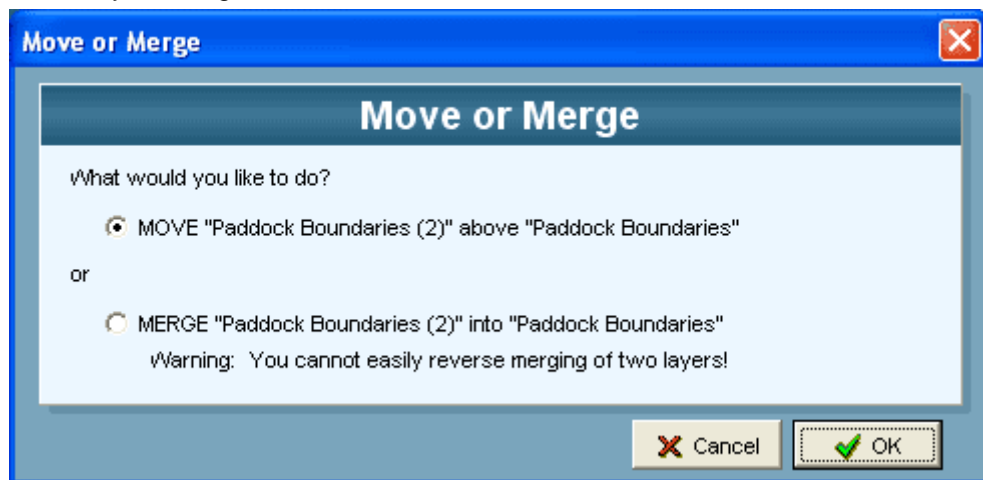 Move or Merge
Move or Merge
What would you like to do?
MOVE "Paddock Boundaries (2)" above "Paddock Boundaries"
or
MERGE "Paddock Boundaries (2)" into "Paddock Boundaries"
Warning: You cannot easily reverse merging of two layers!
Cancel OK